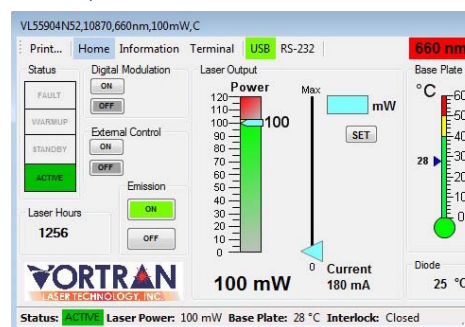 VL55904N52,10870,660nm,100mW,C
Print... Home Information Terminal USB RS-232 660 nm
Status
FAULT
WARMUP
STANDBY
ACTIVE
Digital Modulation
ON
OFF
External Control
ON
OFF
Emission
ON
OFF
Laser Hours
1256
VORTRAN
LASER TECHNOLOGY, INC.
Laser Output
Power
120
110
100
90
80
70
60
50
40
30
20
10
0
100
100 mW
Max
0
mW
SET
Current
180 mA
Base Plate
°C
60
50
40
30
20
10
0
28
Diode
25 °C
Status: ACTIVE Laser Power: 100 mW Base Plate: 28 °C Interlock: Closed